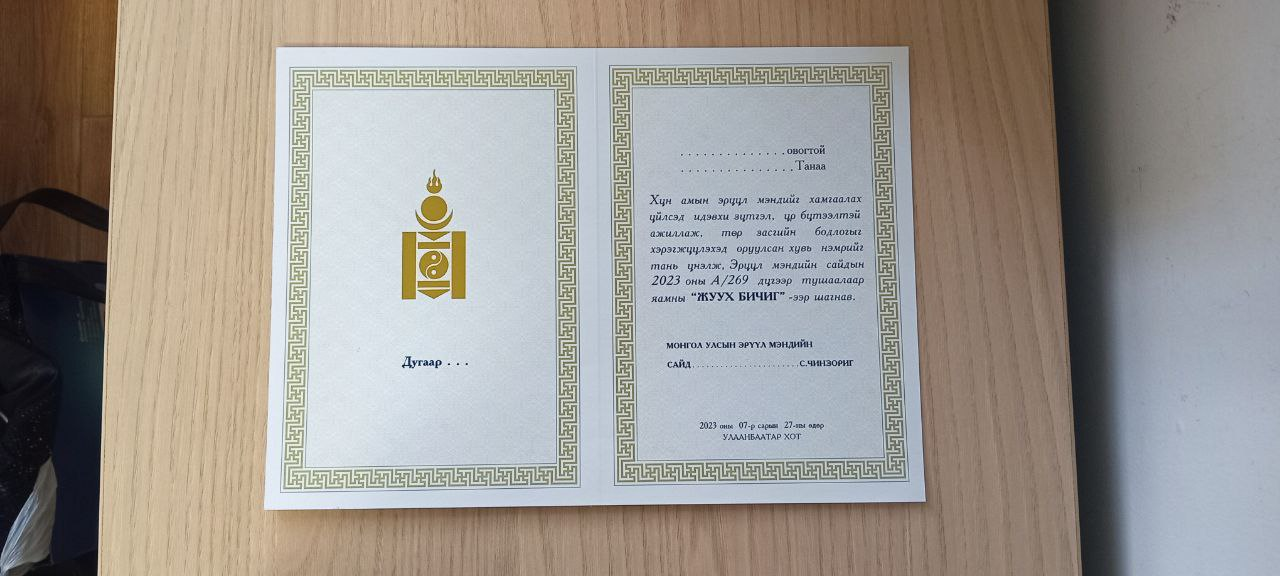 Дугаар . . .
. . . . . . . . . . . . . . . овогтой
. . . . . . . . . . . . . . . . Танаа
Хүн амын эрүүл мэндийг хамгаалах
үйлсэд идэвхи зүтгэл, үр бүтээлтэй
ажиллаж, төр засгийн бодлогыг
хэрэгжүүлэхэд оруулсан хувь нэмрийг
тань үнэлж, Эрүүл мэндийн сайдын
2023 оны А/269 дүгээр тушаалаар
яамны “ЖУУХ БИЧИГ” -ээр шагнав.
МОНГОЛ УЛСЫН ЭРҮҮЛ МЭНДИЙН
САЙД . . . . . . . . . . . . . . . . . . . . . . . С.ЧИНЗОРИГ
2023 оны 07-р сарын 27-ны өдөр
УЛААНБААТАР ХОТ